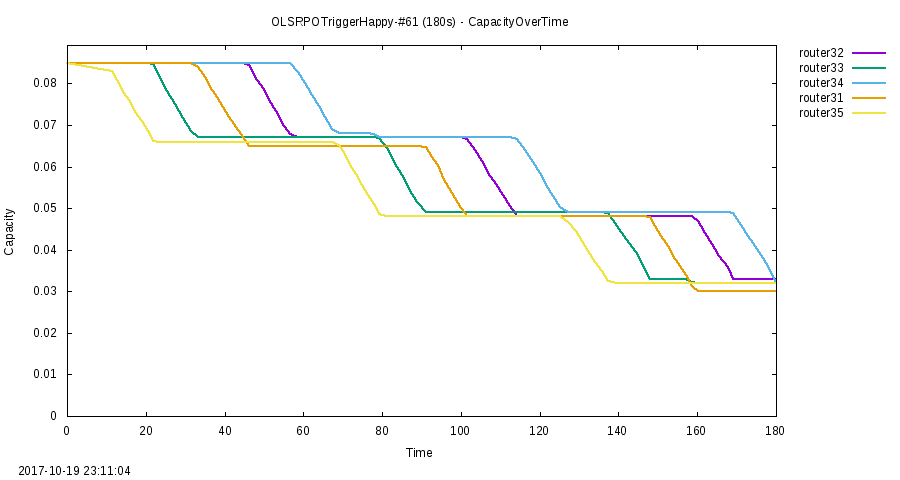 OLSRPOTriggerHappy-#61 (180s) - CapacityOverTime
router32
router33
router34
router31
router35
0.08
0.07
0.06
0.05
0.04
0.03
0.02
0.01
0
Capacity
0 20 40 60 80 100 120 140 160 180
Time
2017-10-19 23:11:04